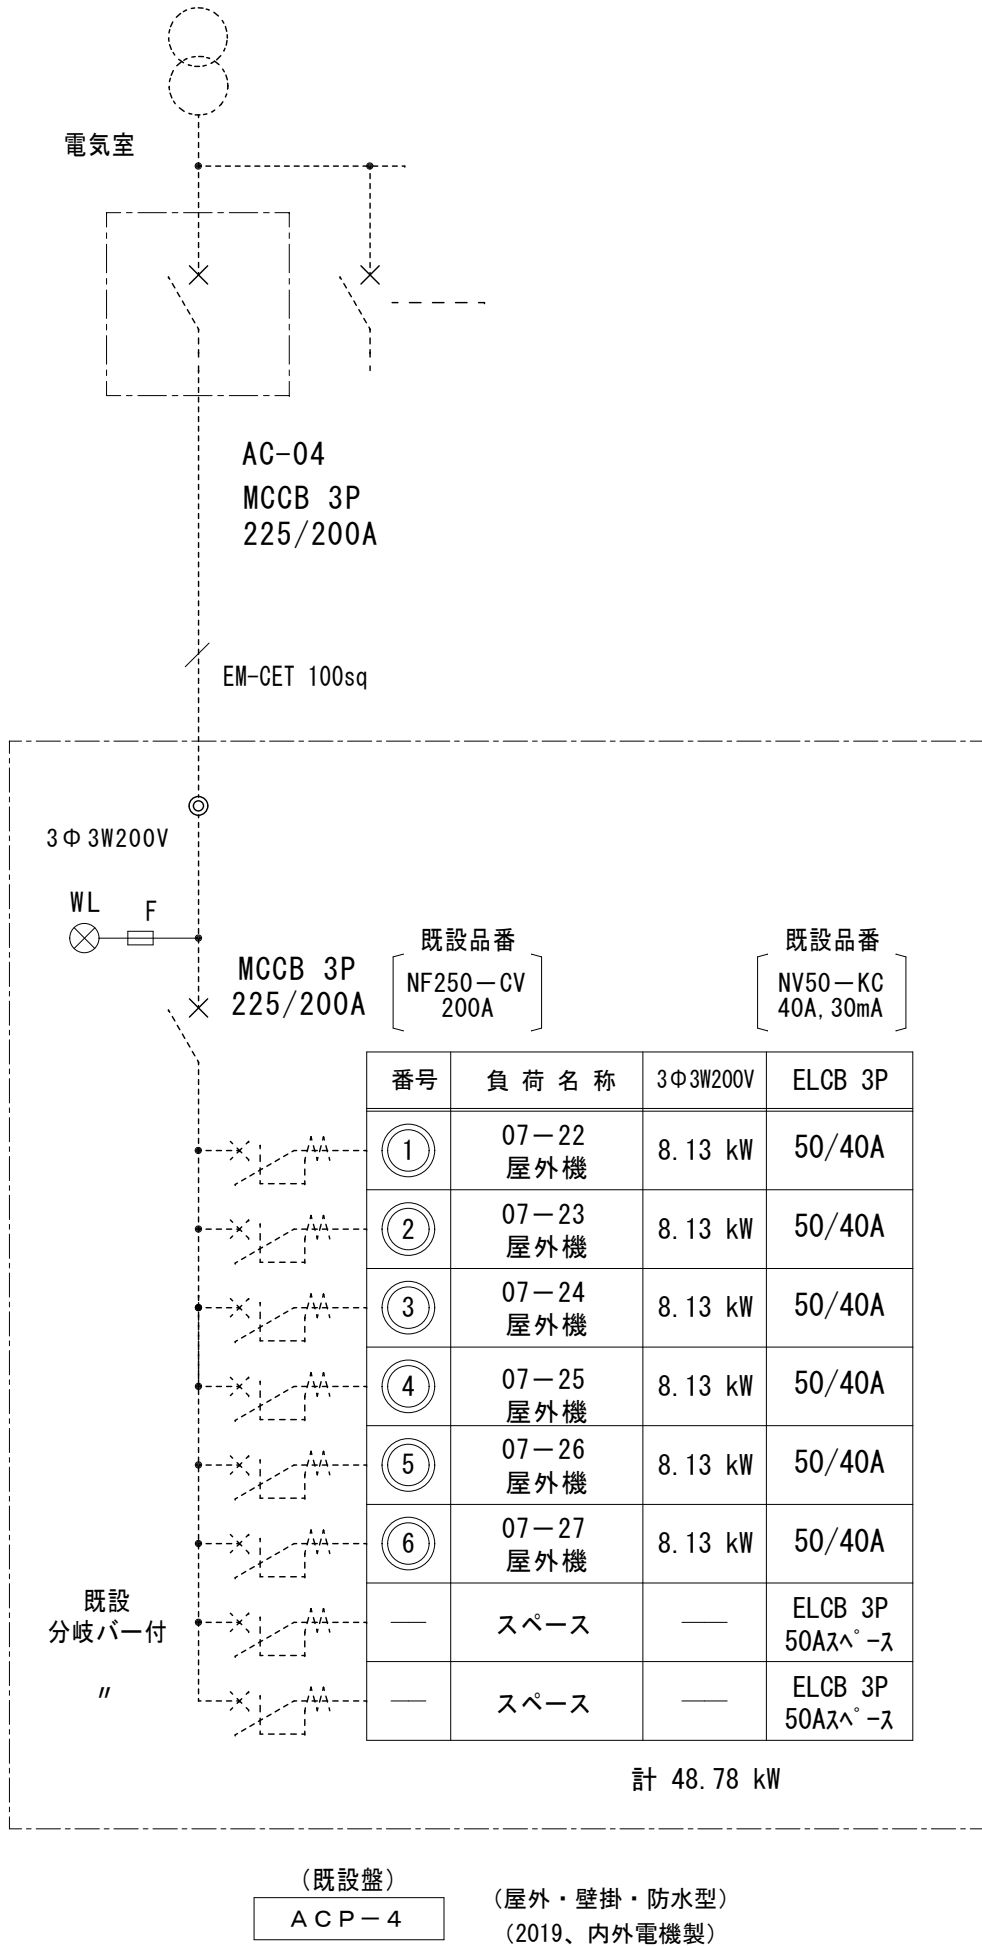 電気室
AC-04
MCCB 3P
225/200A
EM-CET 100sq
3Φ3W200V
WL F
MCCB 3P
225/200A
既設品番
NF250－CV
200A
既設品番
NV50－KC
40A, 30mA
番号 負荷名称 3Φ3W200V ELCB 3P
1 07－22 屋外機 8.13 kW 50/40A
2 07－23 屋外機 8.13 kW 50/40A
3 07－24 屋外機 8.13 kW 50/40A
4 07－25 屋外機 8.13 kW 50/40A
5 07－26 屋外機 8.13 kW 50/40A
6 07－27 屋外機 8.13 kW 50/40A
既設
分岐バー付
— スペース — ELCB 3P 50Aｽﾍﾟｰｽ
〃
— スペース — ELCB 3P 50Aｽﾍﾟｰｽ
計 48.78 kW
(既設盤)
ＡＣＰ－４
(屋外・壁掛・防水型)
(2019、内外電機製)